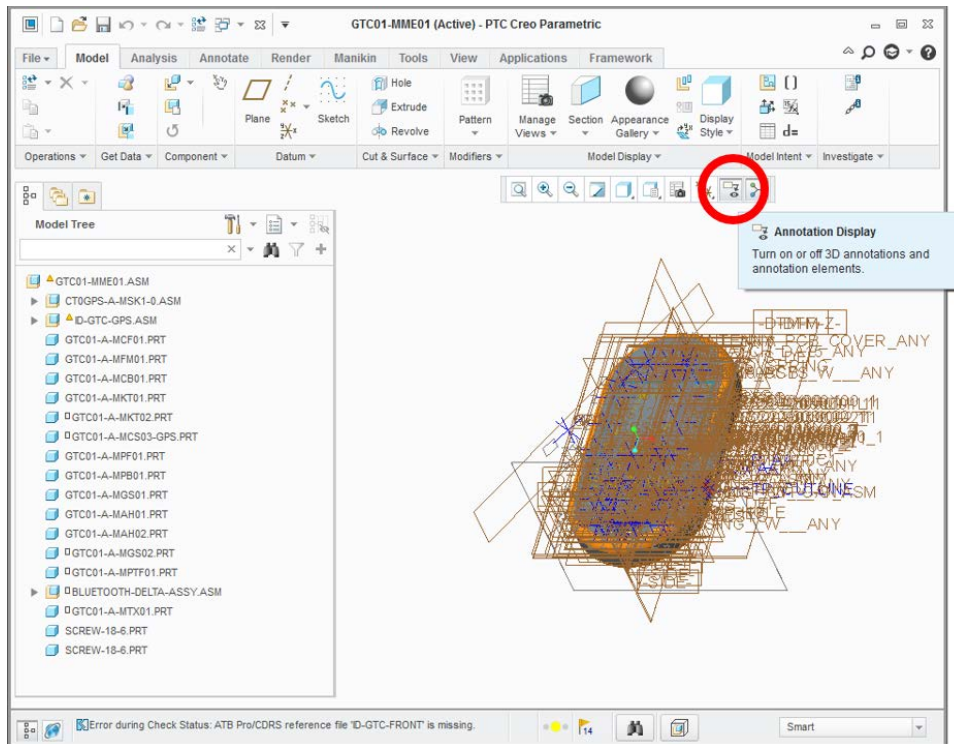 GTC01-MME01 (Active) - PTC Creo Parametric
File Model Analysis Annotate Render Manikin Tools View Applications Framework
Plane
Sketch
Hole
Extrude
Revolve
Pattern
Manage Views
Section
Appearance Gallery
Display Style
d=
Operations Get Data Component Datum Cut & Surface Modifiers Model Display Model Intent Investigate
Annotation Display
Turn on or off 3D annotations and
annotation elements.
Model Tree
GTC01-MME01.ASM
CT0GPS-A-MSK1-0.ASM
ID-GTC-GPS.ASM
GTC01-A-MCF01.PRT
GTC01-A-MFM01.PRT
GTC01-A-MCB01.PRT
GTC01-A-MKT01.PRT
GTC01-A-MKT02.PRT
GTC01-A-MCS03-GPS.PRT
GTC01-A-MPF01.PRT
GTC01-A-MPB01.PRT
GTC01-A-MGS01.PRT
GTC01-A-MAH01.PRT
GTC01-A-MAH02.PRT
GTC01-A-MGS02.PRT
GTC01-A-MPTF01.PRT
BLUETOOTH-DELTA-ASSY.ASM
GTC01-A-MTX01.PRT
SCREW-18-6.PRT
SCREW-18-6.PRT
PCB_COVER_ANY
-SIDE-
Error during Check Status: ATB Pro/CDRS reference file 'ID-GTC-FRONT' is missing.
14
Smart